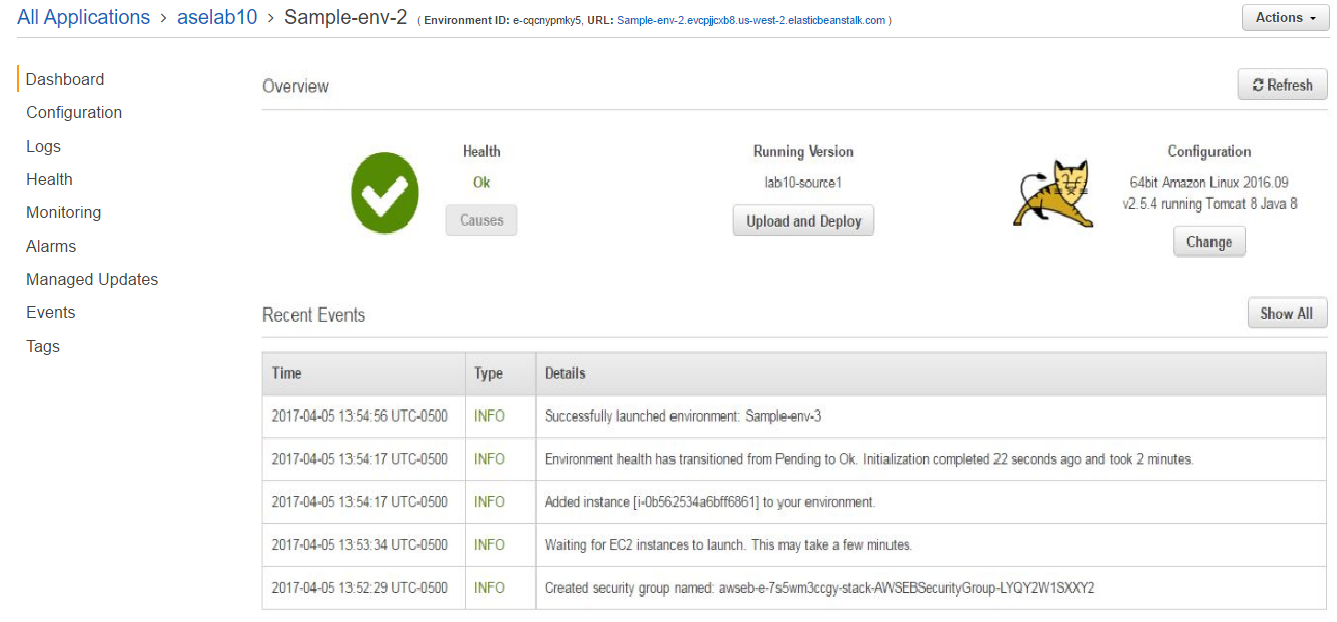 All Applications > aselab10 > Sample-env-2 ( Environment ID: e-cqcnypmky5, URL: Sample-env-2.evcpjjcxb8.us-west-2.elasticbeanstalk.com )
Actions
Dashboard
Configuration
Logs
Health
Monitoring
Alarms
Managed Updates
Events
Tags
Overview
Refresh
Health
Ok
Causes
Running Version
lab10-source1
Upload and Deploy
Configuration
64bit Amazon Linux 2016.09
v2.5.4 running Tomcat 8 Java 8
Change
Recent Events
Show All
Time Type Details
2017-04-05 13:54:56 UTC-0500 INFO Successfully launched environment: Sample-env-3
2017-04-05 13:54:17 UTC-0500 INFO Environment health has transitioned from Pending to Ok. Initialization completed 22 seconds ago and took 2 minutes.
2017-04-05 13:54:17 UTC-0500 INFO Added instance [i-0b562534a6bff6861] to your environment.
2017-04-05 13:53:34 UTC-0500 INFO Waiting for EC2 instances to launch. This may take a few minutes.
2017-04-05 13:52:29 UTC-0500 INFO Created security group named: awseb-e-7si5wm3ccgy-stack-AWSEBSecurityGroup-LYQY2W1SXXY2